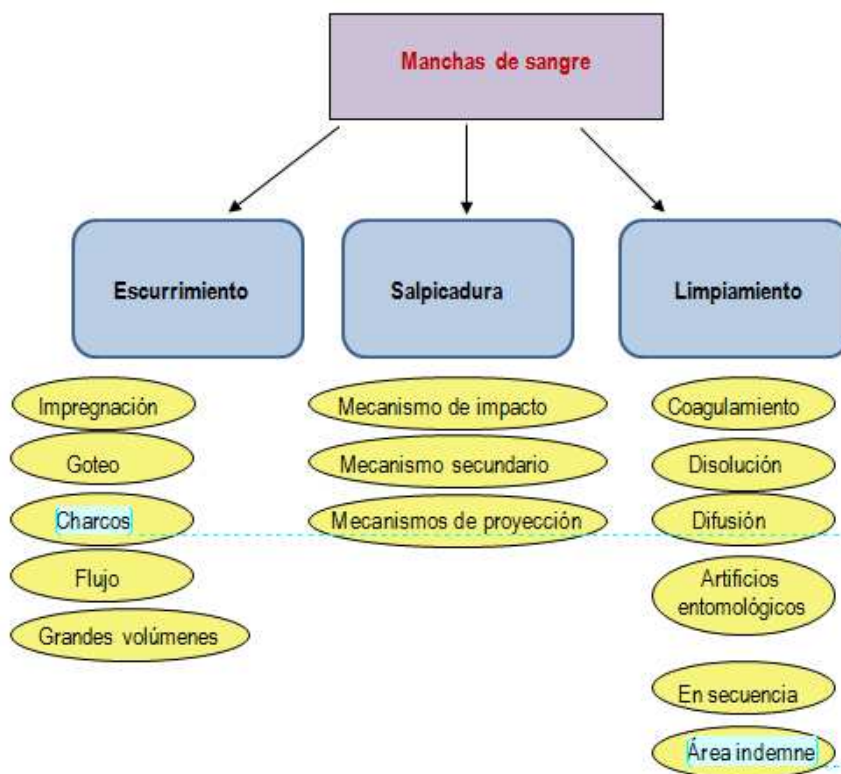 Manchas de sangre
Escurrimiento
Salpicadura
Limpiamiento
Impregnación
Goteo
Charcos
Flujo
Grandes volúmenes
Mecanismo de impacto
Mecanismo secundario
Mecanismos de proyección
Coagulamiento
Disolución
Difusión
Artificios
entomológicos
En secuencia
Área indemne